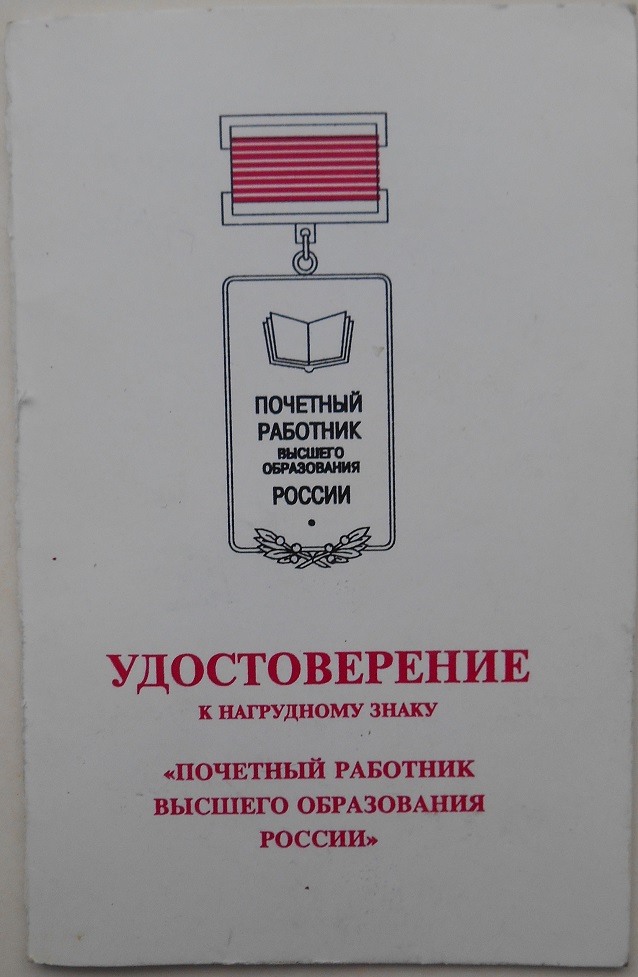 ПОЧЕТНЫЙ
РАБОТНИК
ВЫСШЕГО
ОБРАЗОВАНИЯ
РОССИИ
УДОСТОВЕРЕНИЕ
К НАГРУДНОМУ ЗНАКУ
«ПОЧЕТНЫЙ РАБОТНИК
ВЫСШЕГО ОБРАЗОВАНИЯ
РОССИИ»